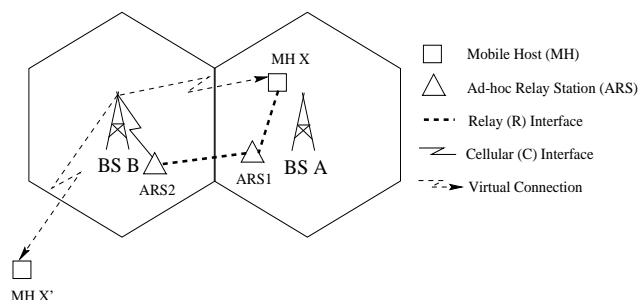 MH X
BS B
ARS2
ARS1
BS A
MH X'
Mobile Host (MH)
Ad-hoc Relay Station (ARS)
Relay (R) Interface
Cellular (C) Interface
Virtual Connection